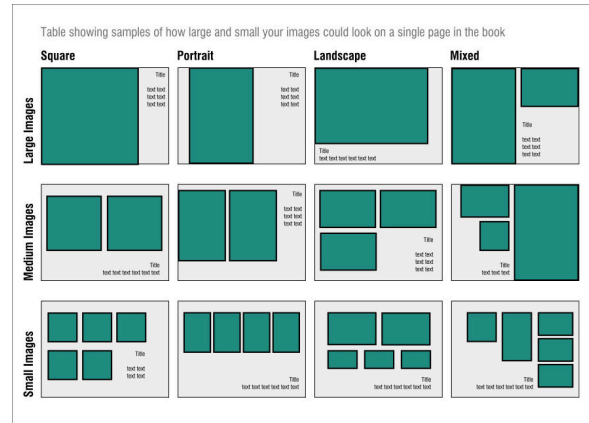 Table showing samples of how large and small your images could look on a single page in the book
Square
Portrait
Landscape
Mixed
Large Images
Title
text text
text text
text text
Title
text text
text text
text text
Title
text text text text text text
Title
text text
text text
text text
Medium Images
Title
text text text text text text
Title
text text
text text
text text
Title
text text
text text
text text
Title
text text text
Small Images
Title
text text
text text
Title
text text text text text text
Title
text text text text text text
Title
text text text text text text